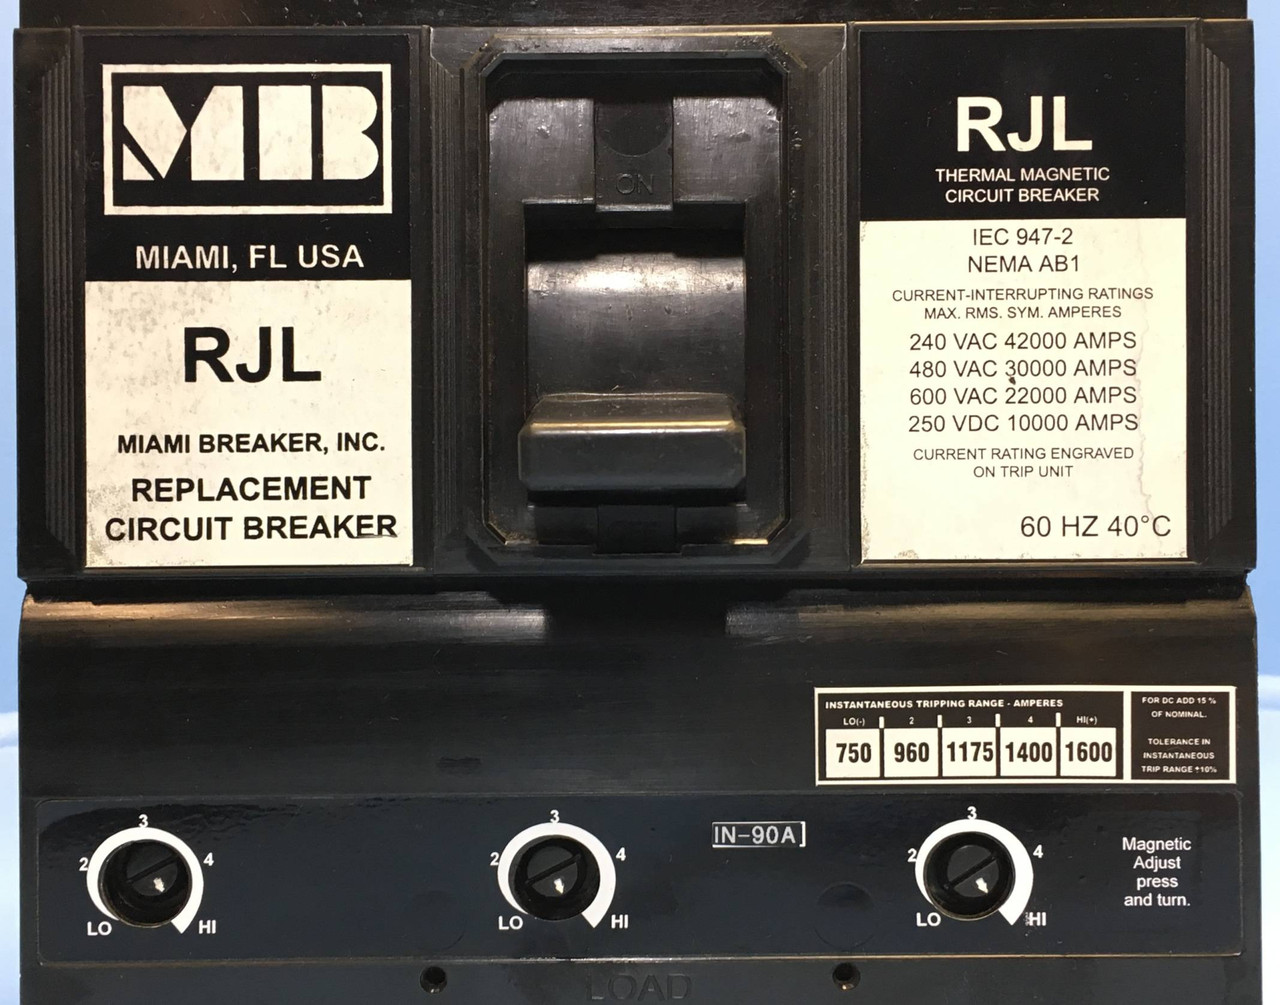 MB
MIAMI, FL USA
RJL
MIAMI BREAKER, INC.
REPLACEMENT
CIRCUIT BREAKER
ON
OFF
RJL
THERMAL MAGNETIC
CIRCUIT BREAKER
IEC 947-2
NEMA AB1
CURRENT-INTERRUPTING RATINGS
MAX. RMS. SYM. AMPERES
240 VAC 42000 AMPS
480 VAC 30000 AMPS
600 VAC 22000 AMPS
250 VDC 10000 AMPS
CURRENT RATING ENGRAVED
ON TRIP UNIT
60 HZ 40°C
INSTANTANEOUS TRIPPING RANGE - AMPERES
LO(-) 2 3 4 HI(+)
750 960 1175 1400 1600
FOR DC ADD 15 %
OF NOMINAL.
TOLERANCE IN
INSTANTANEOUS
TRIP RANGE ±10%
LO 2 3 4 HI
LO 2 3 4 HI
IN-90A
LO 2 3 4 HI
Magnetic
Adjust
press
and turn.
LOAD